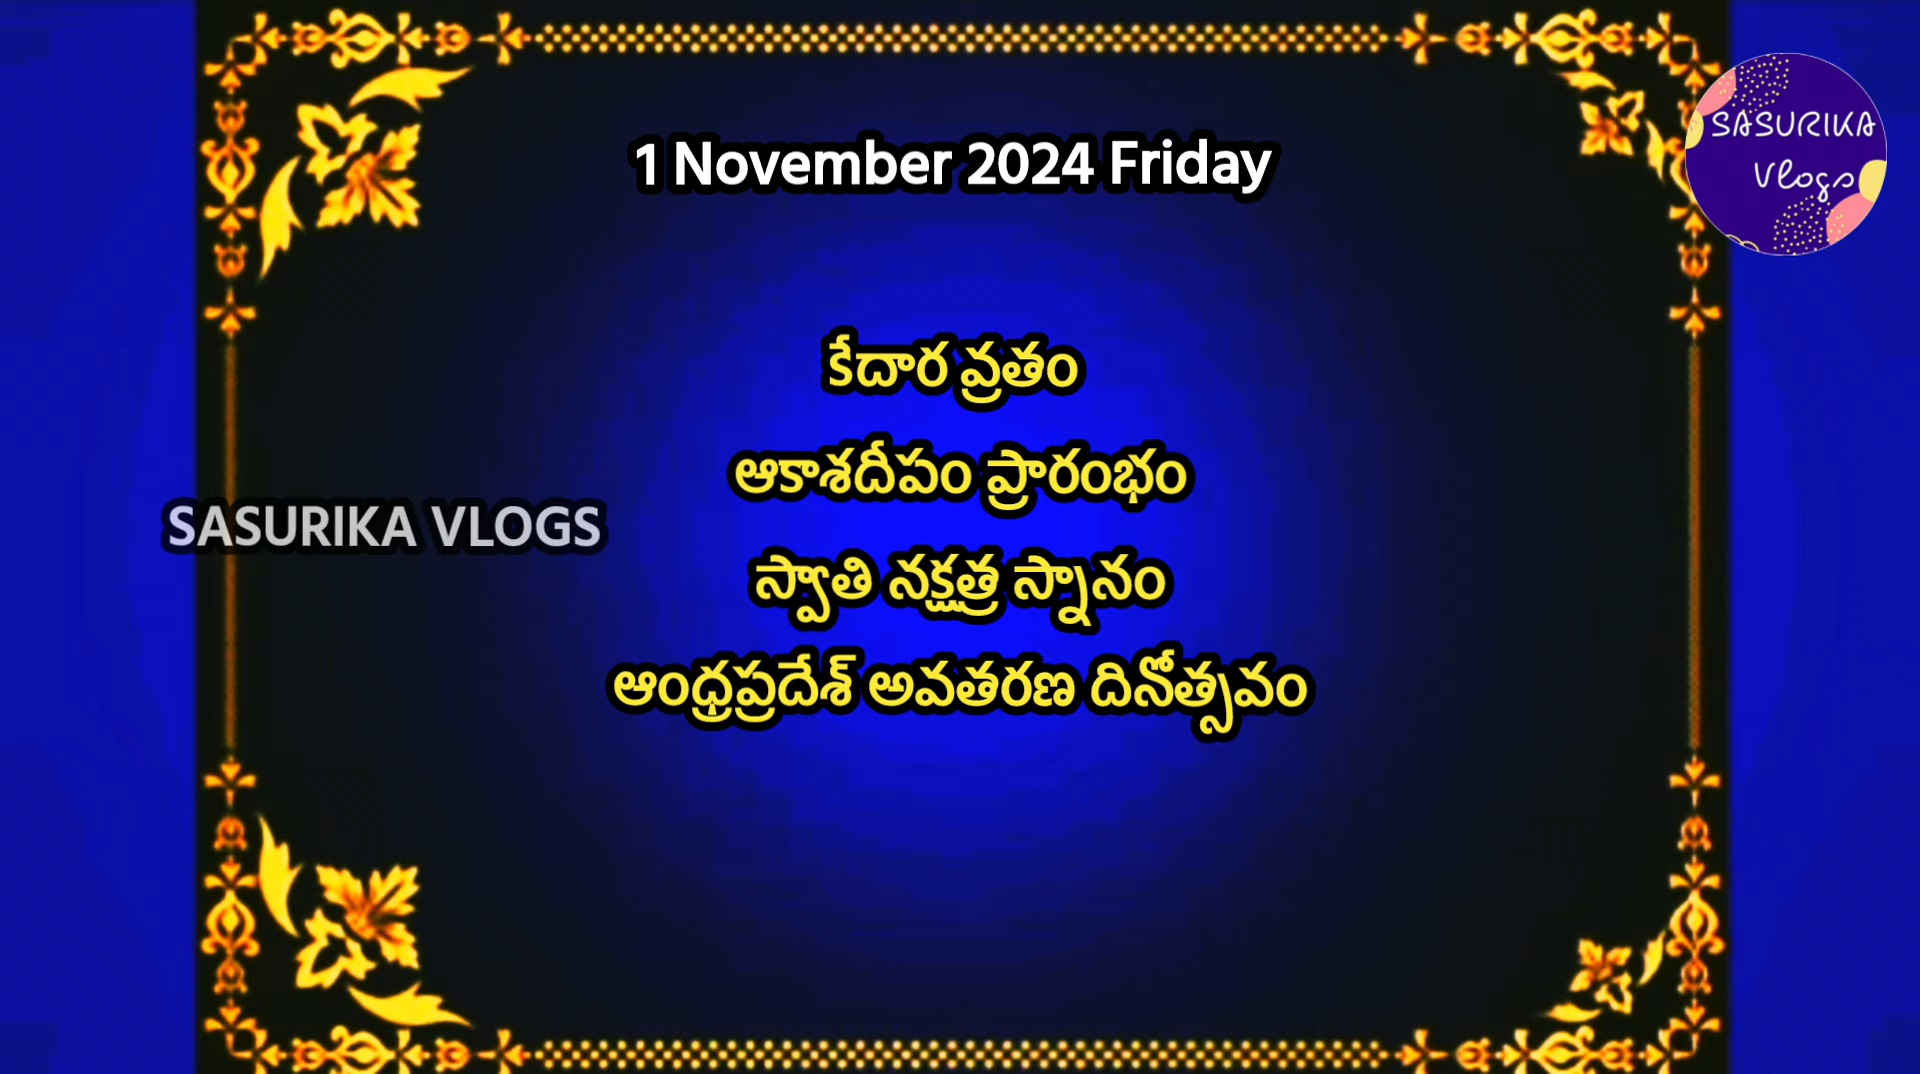 1 November 2024 Friday
SASURIKA
Vlogs
కేదార వ్రతం
ఆకాశదీపం ప్రారంభం
SASURIKA VLOGS
స్వాతి నక్షత్ర స్నానం
ఆంధ్రప్రదేశ్ అవతరణ దినోత్సవం